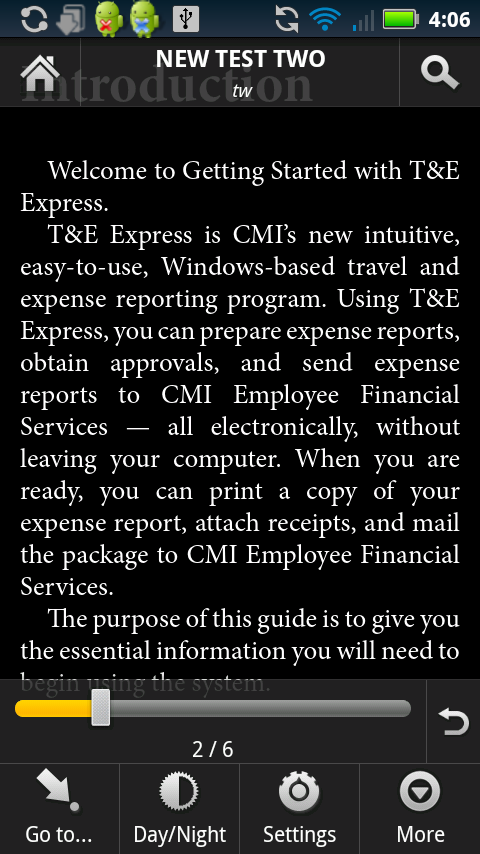 4:06
NEW TEST TWO
Introduction
tw
Welcome to Getting Started with T&E
Express.
T&E Express is CMI's new intuitive,
easy-to-use, Windows-based travel and
expense reporting program. Using T&E
Express, you can prepare expense reports,
obtain approvals, and send expense
reports to CMI Employee Financial
Services — all electronically, without
leaving your computer. When you are
ready, you can print a copy of your
expense report, attach receipts, and mail
the package to CMI Employee Financial
Services.
The purpose of this guide is to give you
the essential information you will need to
begin using the system.
2 / 6
Go to...
Day/Night
Settings
More